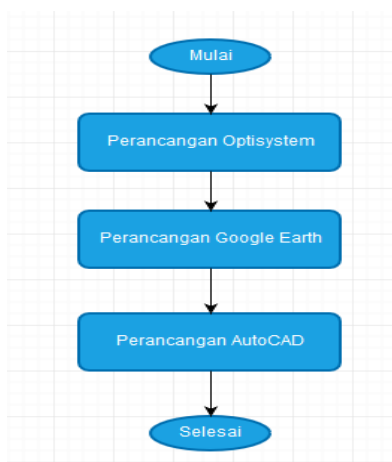 Mulai
Perancangan Optisystem
Perancangan Google Earth
Perancangan AutoCAD
Selesai